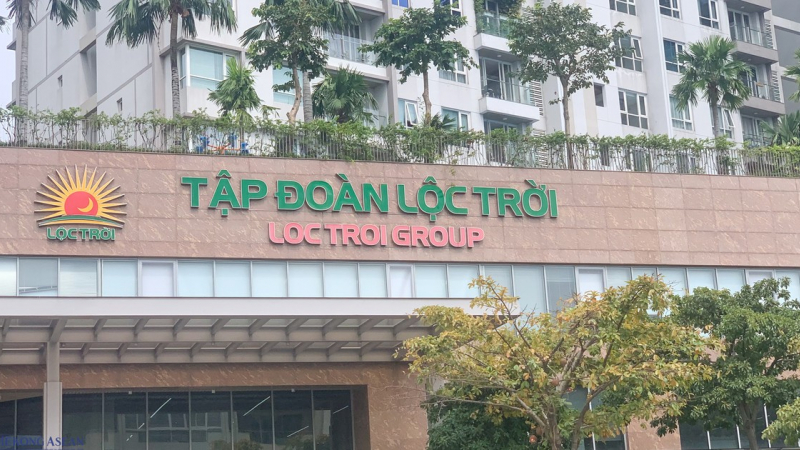 TẬP ĐOÀN LỘC TRỜI
LOC TROI GROUP
LỘC TRỜI